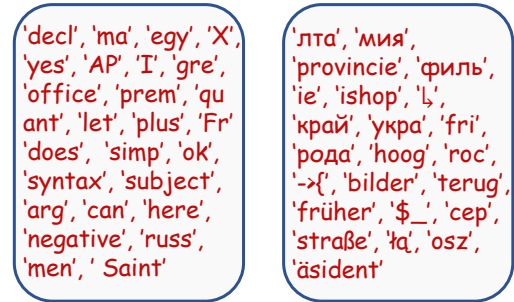 ‘decl’, ‘ma’, ‘egy’, ‘X’,
‘yes’, ‘AP’, ‘I’, ‘gre’,
‘office’, ‘prem’, ‘qu
ant’, ‘let’, ‘plus’, ‘Fr’
‘does’, ‘simp’, ‘ok’,
‘syntax’, ‘subject’,
‘arg’, ‘can’, ‘here’,
‘negative’, ‘russ’,
‘men’, ‘ Saint’
‘лта’, ‘мия’,
‘provincie’, ‘филь’,
‘ie’, ‘ishop’, ‘↳’,
‘край’, ‘укра’, ‘fri’,
‘рода’, ‘hoog’, ‘roc’,
‘->{’, ‘bilder’, ‘terug’,
‘früher’, ‘$_’, ‘сер’,
‘straße’, ‘łą’, ‘osz’,
‘äsident’